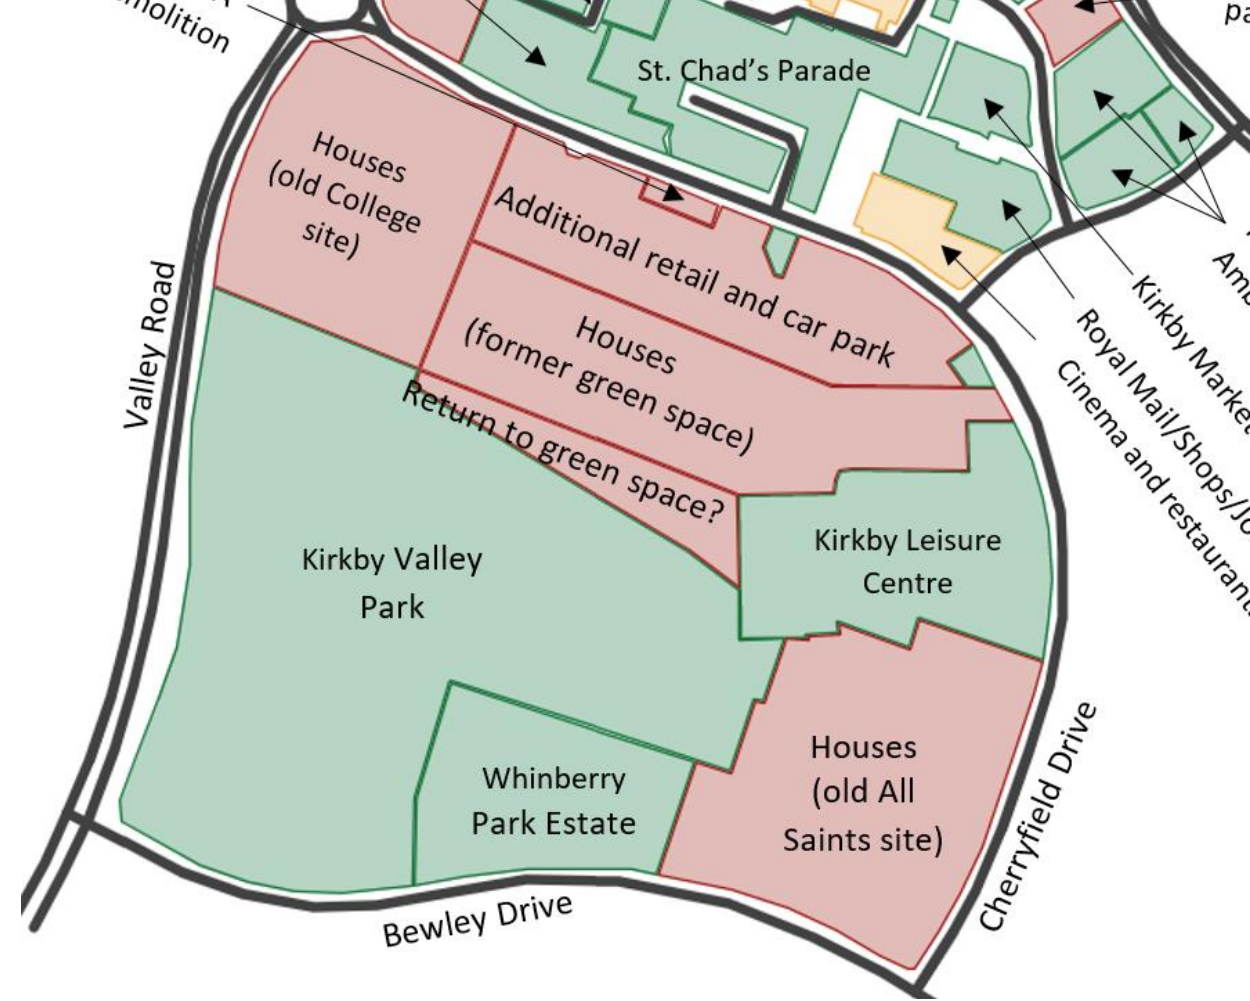 St. Chad's Parade
Houses
(old College
site)
Additional retail and car park
Houses
(former green space)
Return to green space?
Valley Road
Kirkby Market
Royal Mail/Shops/Jo
Cinema and restaurant
Kirkby Valley
Park
Kirkby Leisure
Centre
Whinberry
Park Estate
Houses
(old All
Saints site)
Cherryfield Drive
Bewley Drive